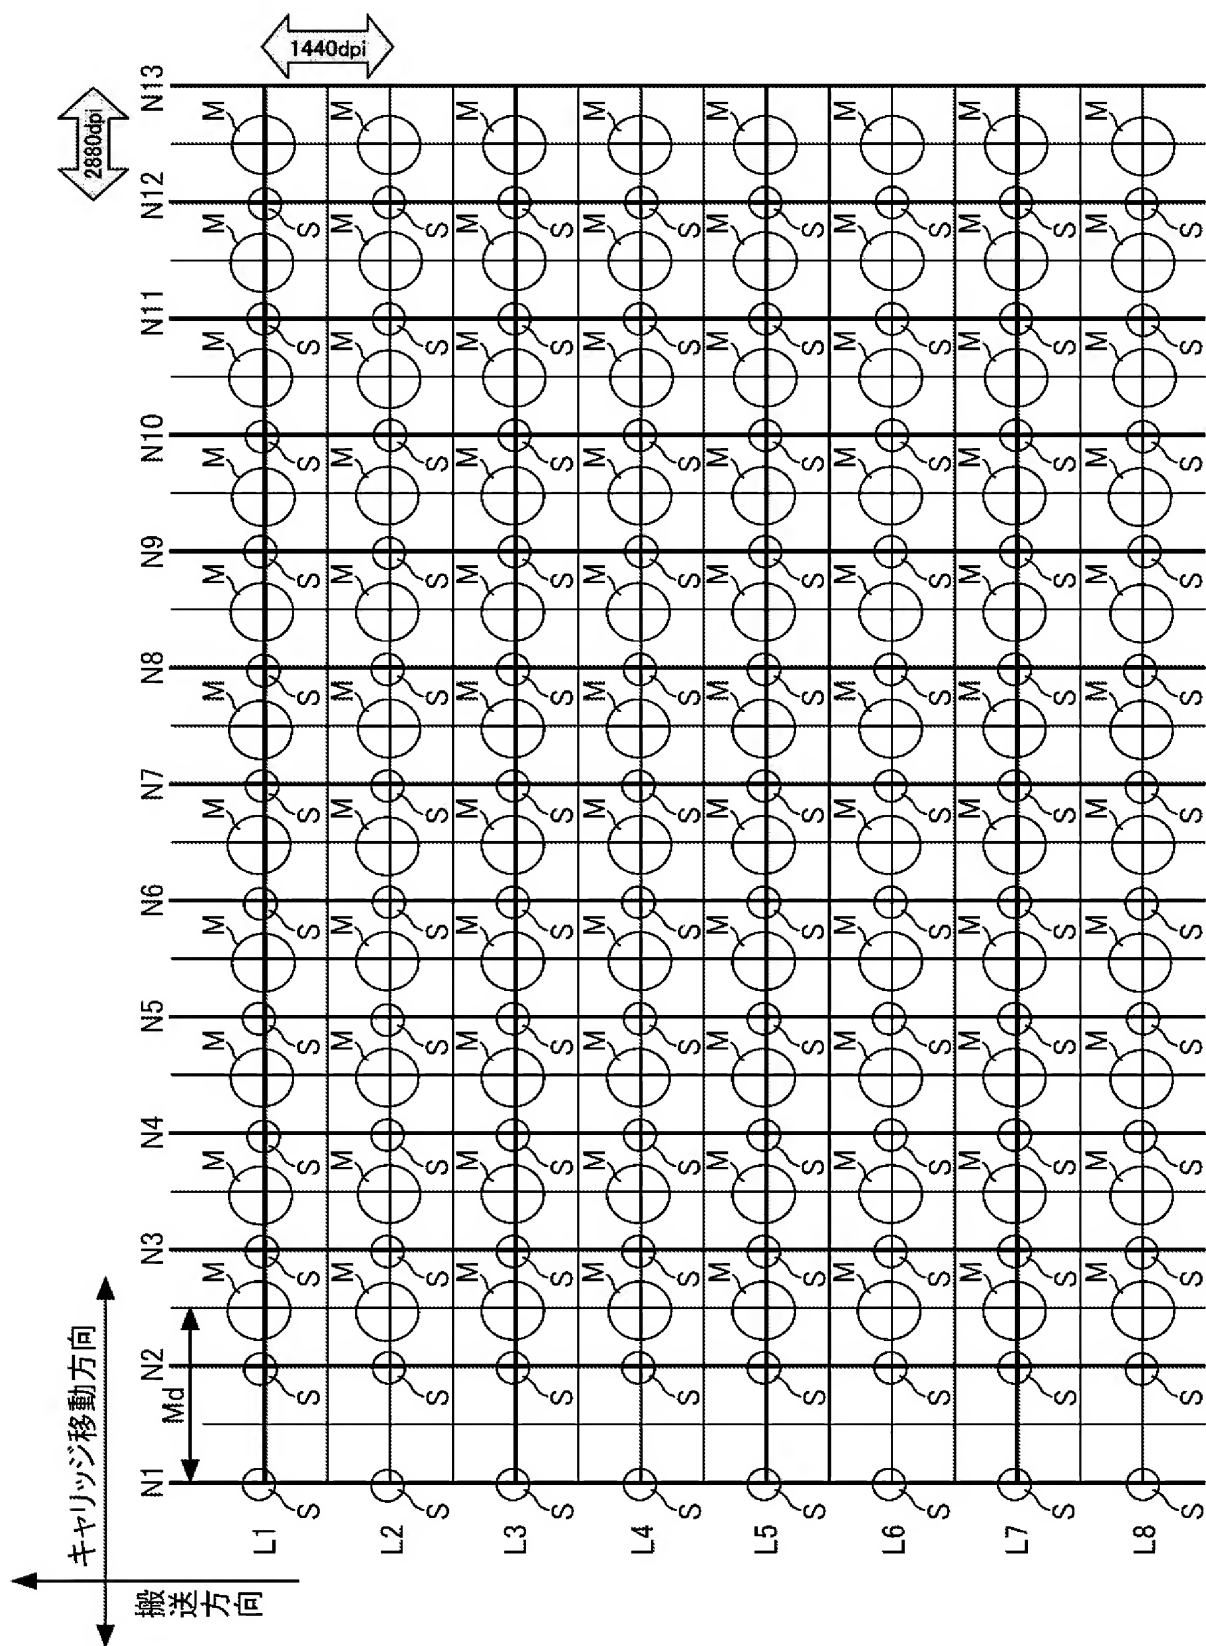 キャリッジ移動方向
搬送方向
2880dpi
1440dpi
Md
N1 N2 N3 N4 N5 N6 N7 N8 N9 N10 N11 N12 N13
M M M M M M M M M M M
L1
S S S S S S S S S S S S
M M M M M M M M M M M
L2
S S S S S S S S S S S S
M M M M M M M M M M M
L3
S S S S S S S S S S S S
M M M M M M M M M M M
L4
S S S S S S S S S S S S
M M M M M M M M M M M
L5
S S S S S S S S S S S S
M M M M M M M M M M M
L6
S S S S S S S S S S S S
M M M M M M M M M M M
L7
S S S S S S S S S S S S
M M M M M M M M M M M
L8
S S S S S S S S S S S S